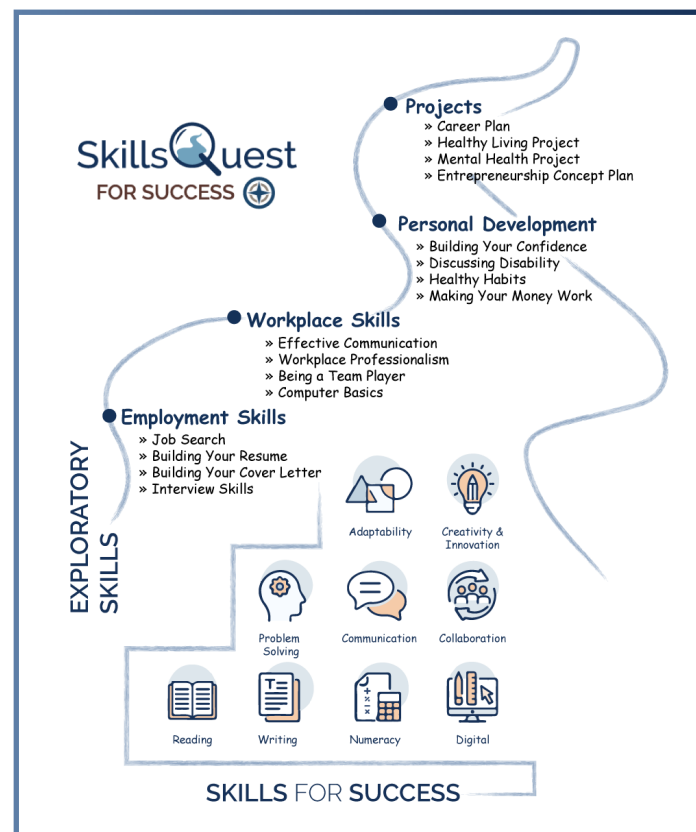 SkillsQuest
FOR SUCCESS
Projects
» Career Plan
» Healthy Living Project
» Mental Health Project
» Entrepreneurship Concept Plan
Personal Development
» Building Your Confidence
» Discussing Disability
» Healthy Habits
» Making Your Money Work
Workplace Skills
» Effective Communication
» Workplace Professionalism
» Being a Team Player
» Computer Basics
Employment Skills
» Job Search
» Building Your Resume
» Building Your Cover Letter
» Interview Skills
EXPLORATORY
SKILLS
Adaptability
Creativity &
Innovation
Problem
Solving
Communication
Collaboration
Reading
Writing
Numeracy
Digital
SKILLS FOR SUCCESS